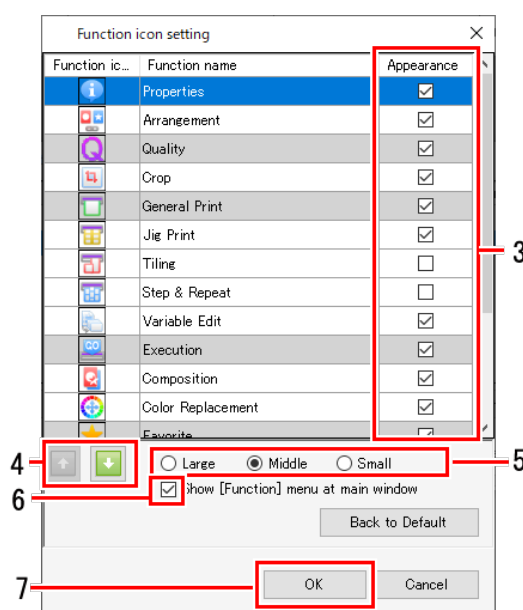 Function icon setting
Function ic... Function name Appearance
Properties
Arrangement
Quality
Crop
General Print
Jig Print
Tiling
Step & Repeat
Variable Edit
Execution
Composition
Color Replacement
Favorite
3
4
Large Middle Small
5
6
Show [Function] menu at main window
Back to Default
7
OK Cancel